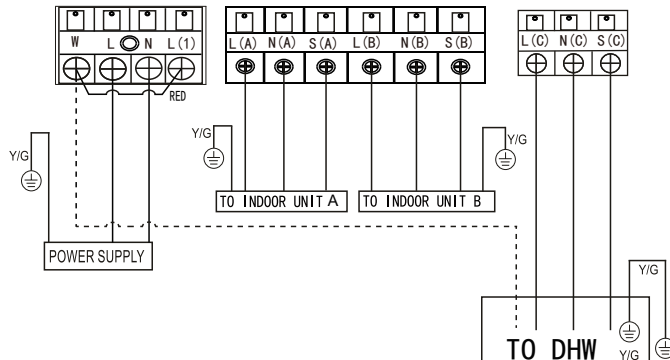 W L N L(1)
RED
Y/G
POWER SUPPLY
L(A) N(A) S(A) L(B) N(B) S(B)
Y/G
Y/G
TO INDOOR UNIT A
TO INDOOR UNIT B
L(C) N(C) S(C)
Y/G
TO DHW
Y/G